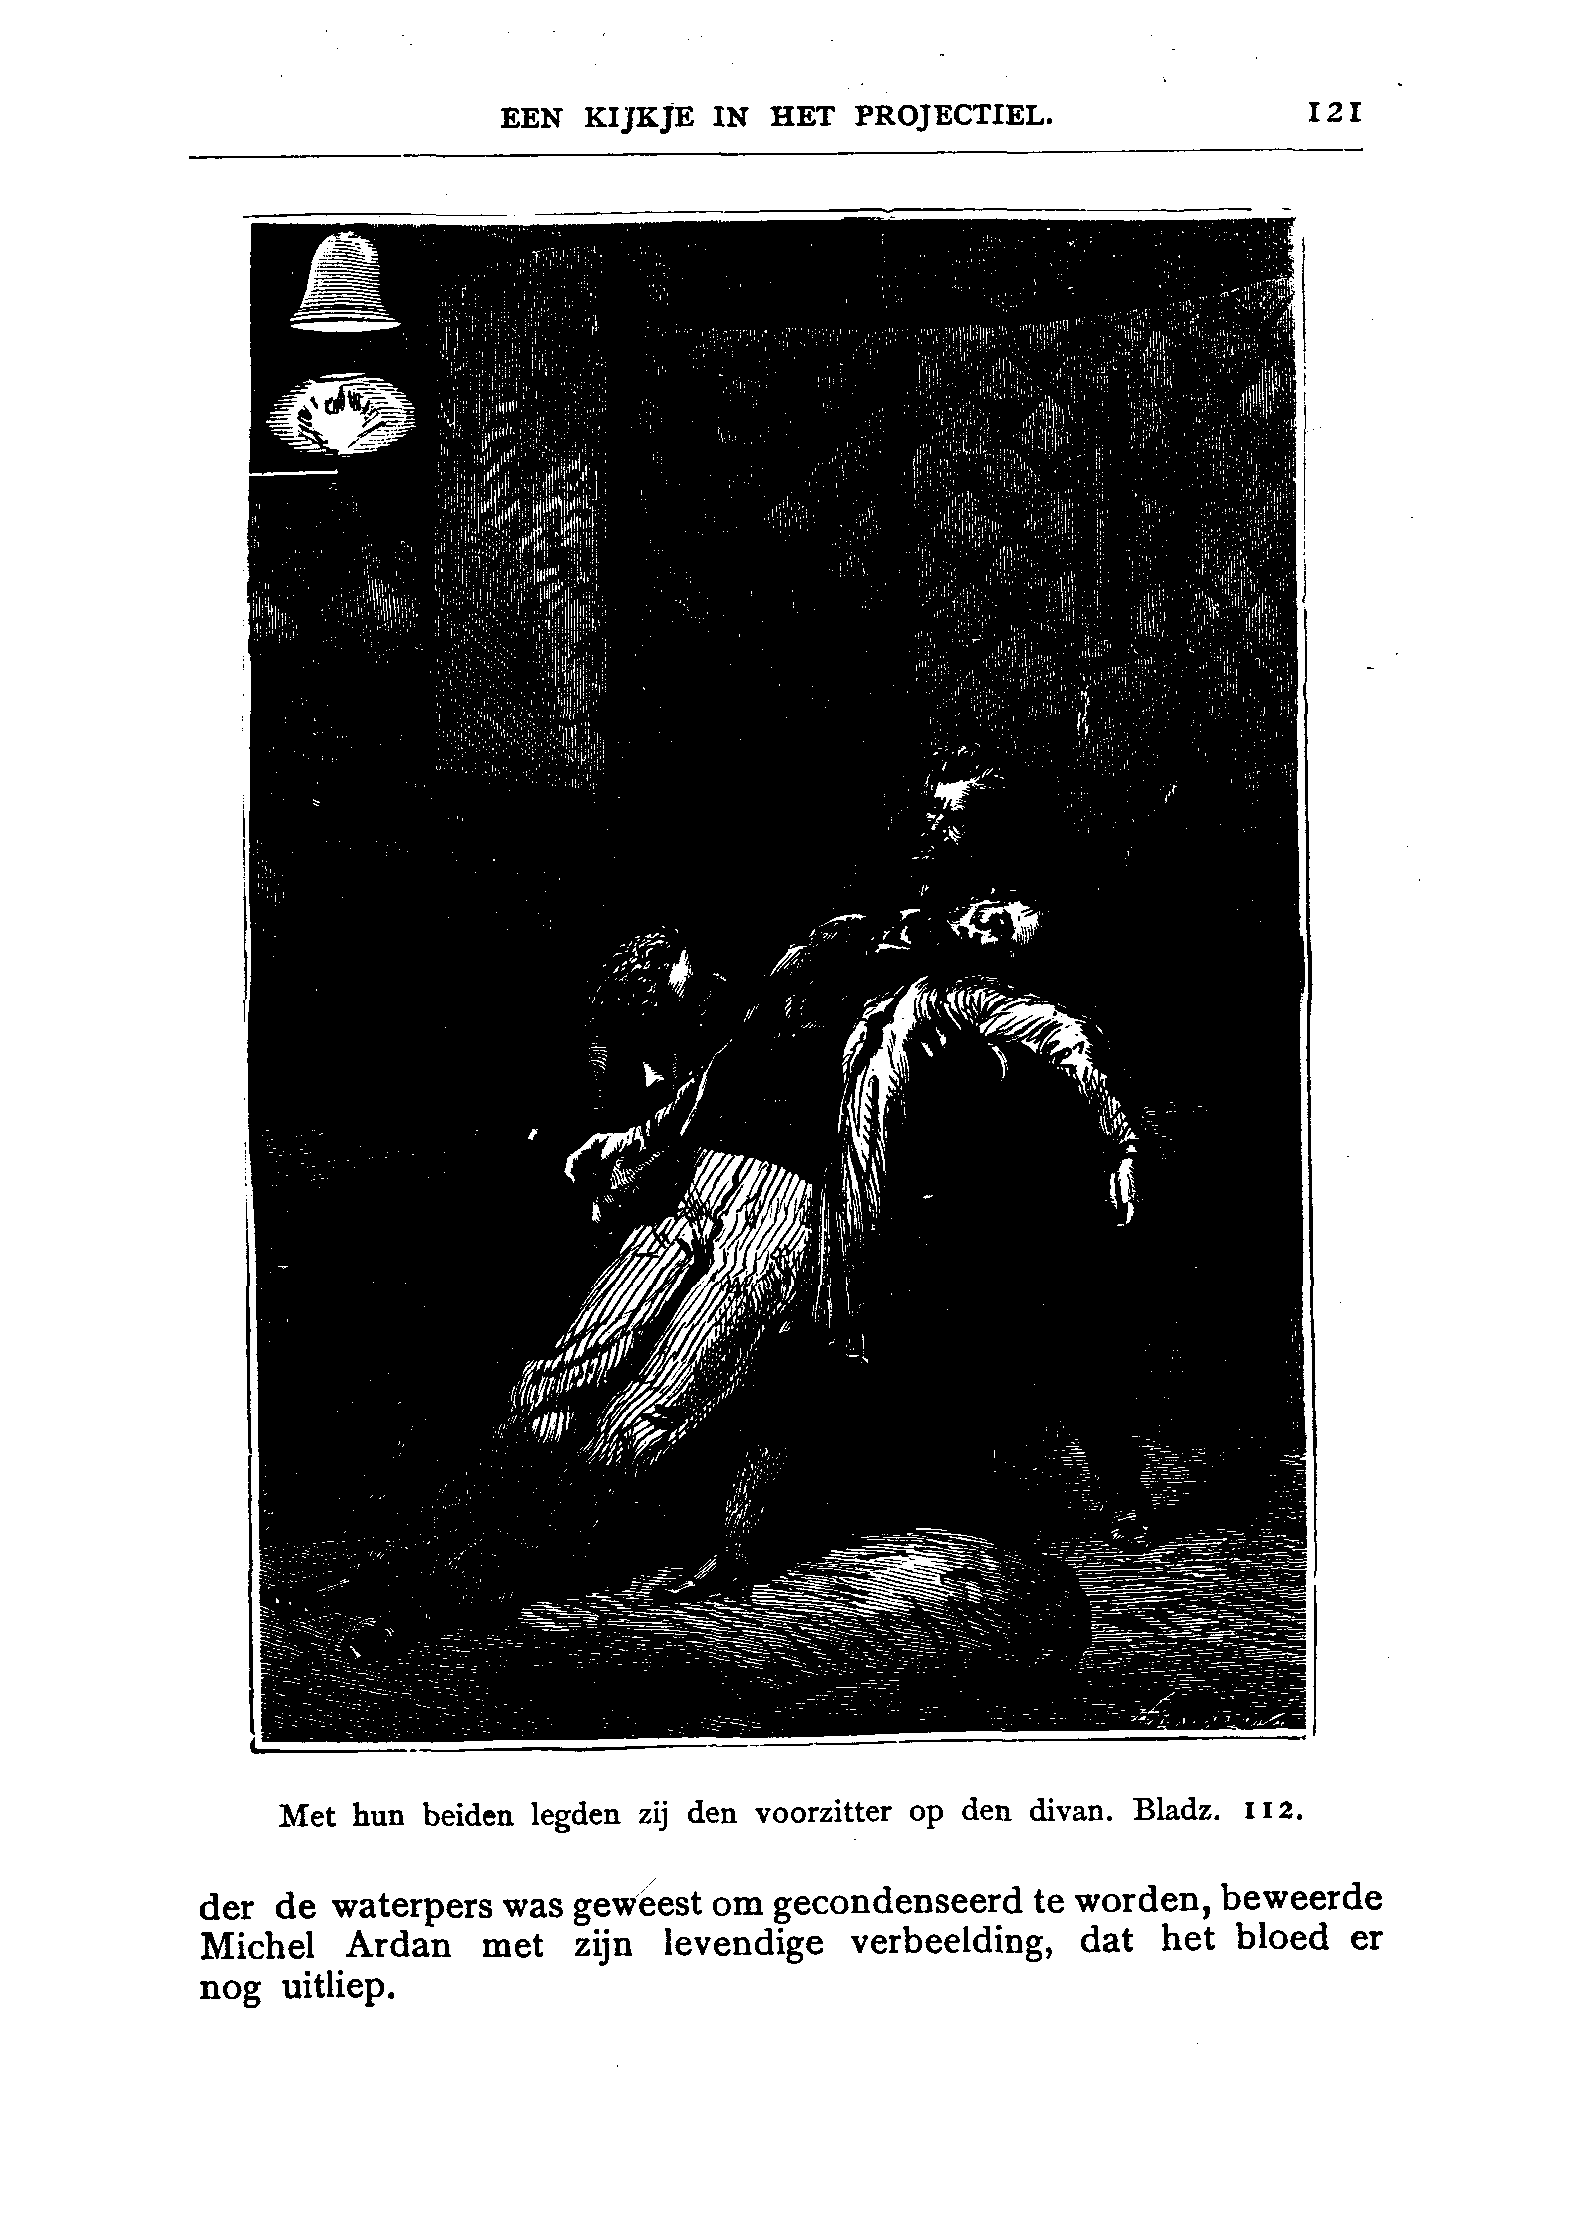 EEN KIJKJE IN HET PROJECTIEL. 121
Met hun beiden legden zij den voorzitter op den divan. Bladz. 112.
der de waterpers was geweest om gecondenseerd te worden, beweerde
Michel Ardan met zijn levendige verbeelding, dat het bloed er
nog uitliep.